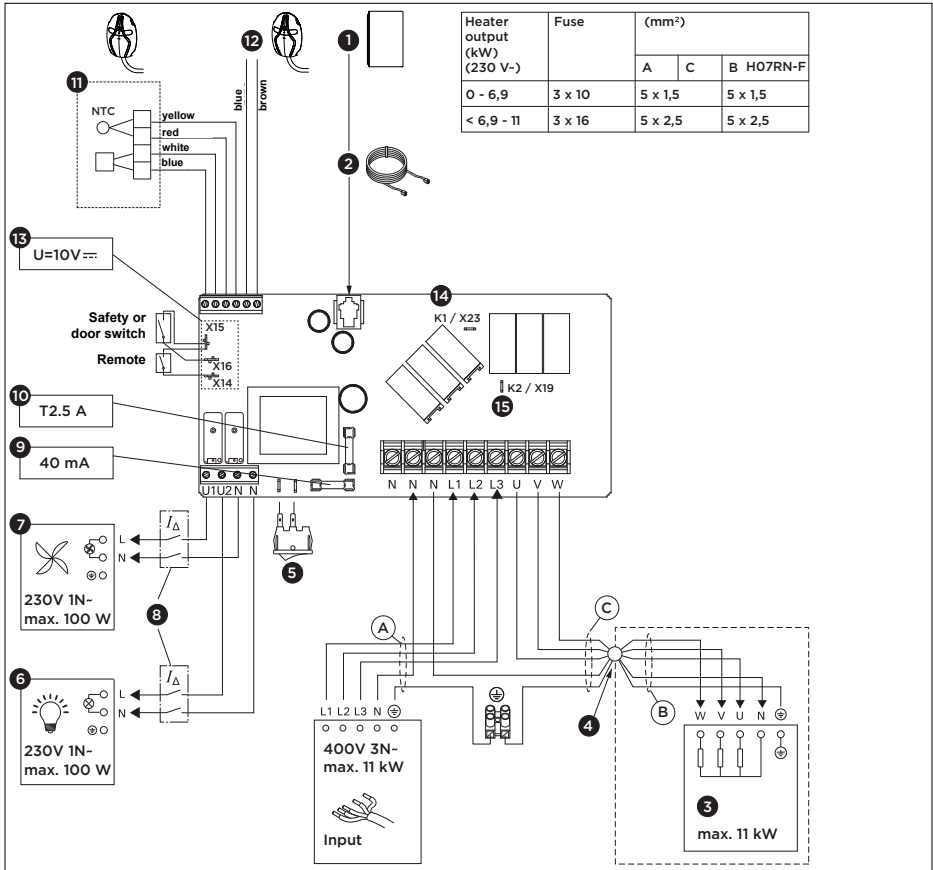 12
1
Heater output (kW) (230 V~)
Fuse
(mm²)
A
C
B H07RN-F
0 - 6,9
3 x 10
5 x 1,5
5 x 1,5
< 6,9 - 11
3 x 16
5 x 2,5
5 x 2,5
11
NTC
yellow
red
white
blue
blue
brown
2
13
U=10V
Safety or
door switch
Remote
X15
X16
X14
14
K1 / X23
K2 / X19
15
10
T2.5 A
9
40 mA
U1 U2 N N
N N N L1 L2 L3 U V W
5
7
L
N
230V 1N~
max. 100 W
I∆
8
6
L
N
230V 1N~
max. 100 W
I∆
A
C
4
B
L1 L2 L3 N
400V 3N~
max. 11 kW
Input
W V U N
3
max. 11 kW